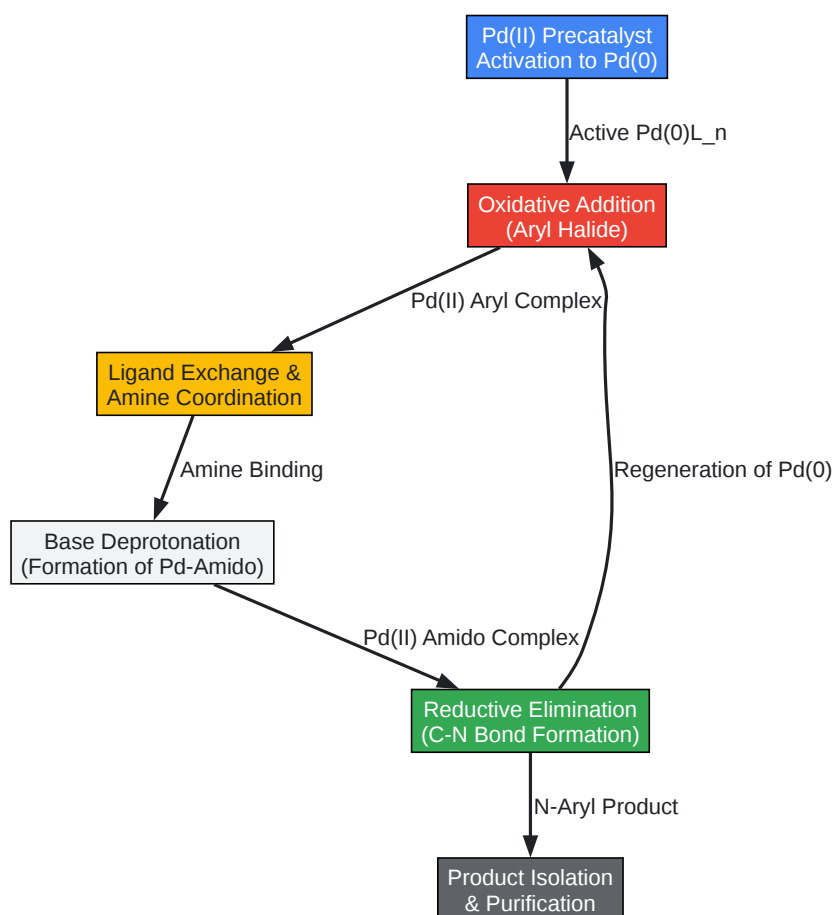 Pd(II) Precatalyst
Activation to Pd(0)
Active Pd(0)L_n
Oxidative Addition
(Aryl Halide)
Pd(II) Aryl Complex
Ligand Exchange &
Amine Coordination
Amine Binding
Regeneration of Pd(0)
Base Deprotonation
(Formation of Pd-Amido)
Pd(II) Amido Complex
Reductive Elimination
(C-N Bond Formation)
N-Aryl Product
Product Isolation
& Purification